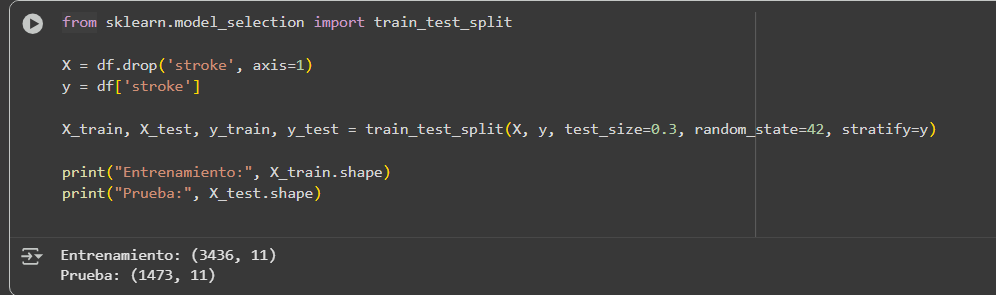 from sklearn.model_selection import train_test_split
X = df.drop('stroke', axis=1)
y = df['stroke']
X_train, X_test, y_train, y_test = train_test_split(X, y, test_size=0.3, random_state=42, stratify=y)
print("Entrenamiento:", X_train.shape)
print("Prueba:", X_test.shape)
Entrenamiento: (3436, 11)
Prueba: (1473, 11)